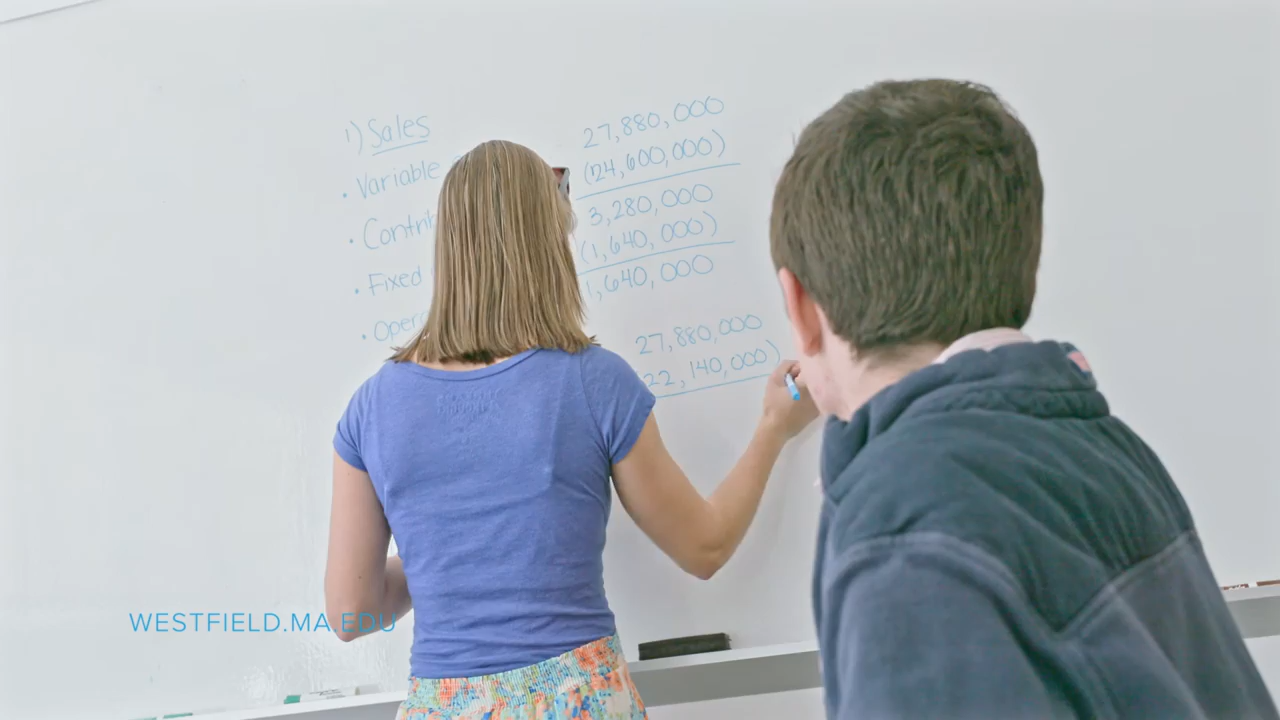 1) Sales 27,880,000
• Variable (24,600,000)
• Contri 3,280,000
(1,640,000)
• Fixed
1,640,000
• Oper
27,880,000
22,140,000)
WESTFIELD.MA.EDU